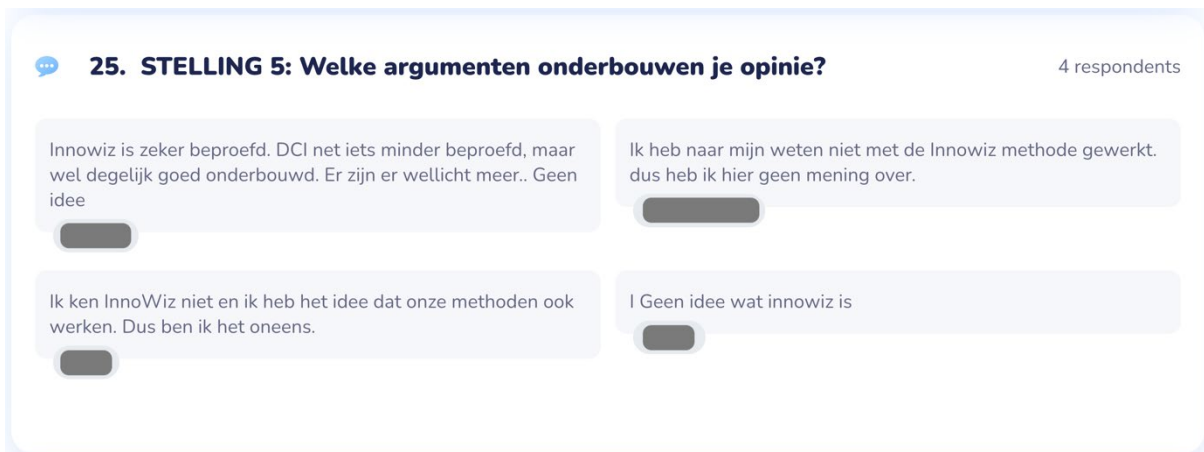 25. STELLING 5: Welke argumenten onderbouwen je opinie?
4 respondents
Innowiz is zeker beproefd. DCI net iets minder beproefd, maar
wel degelijk goed onderbouwd. Er zijn er wellicht meer.. Geen
idee
Ik heb naar mijn weten niet met de Innowiz methode gewerkt.
dus heb ik hier geen mening over.
Ik ken InnoWiz niet en ik heb het idee dat onze methoden ook
werken. Dus ben ik het oneens.
I Geen idee wat innowiz is